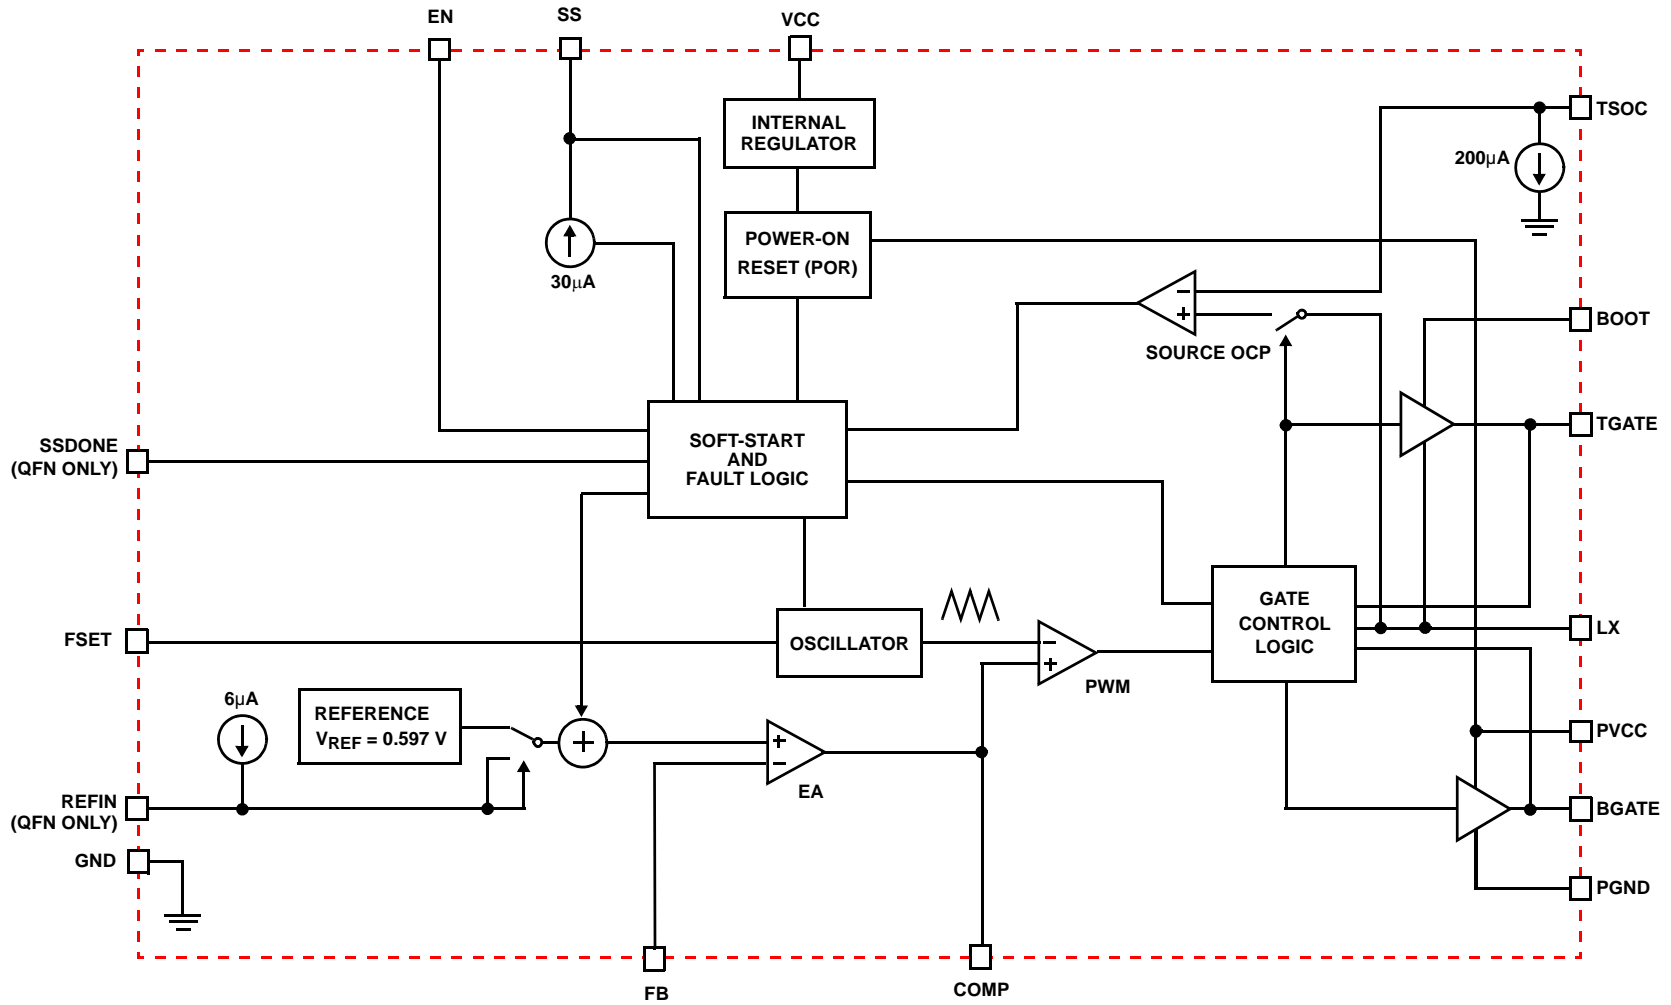 EN
SS
VCC
TSOC
INTERNAL
REGULATOR
200µA
POWER-ON
RESET (POR)
30µA
−
+
SOURCE OCP
BOOT
TGATE
SSDONE
(QFN ONLY)
SOFT-START
AND
FAULT LOGIC
GATE
CONTROL
LOGIC
LX
FSET
OSCILLATOR
−
+
PWM
6µA
REFERENCE
VREF = 0.597 V
+
+
−
EA
PVCC
REFIN
(QFN ONLY)
BGATE
GND
PGND
FB
COMP